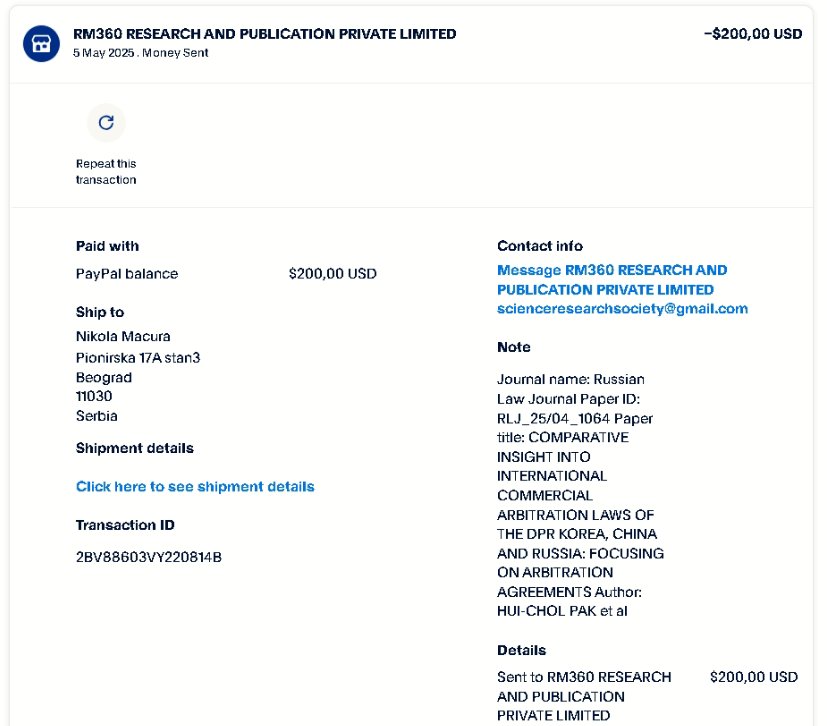 RM360 RESEARCH AND PUBLICATION PRIVATE LIMITED
−$200,00 USD
5 May 2025 . Money Sent
Repeat this
transaction
Paid with
PayPal balance
$200,00 USD
Ship to
Nikola Macura
Pionirska 17A stan3
Beograd
11030
Serbia
Shipment details
Click here to see shipment details
Transaction ID
2BV88603VY220814B
Contact info
Message RM360 RESEARCH AND
PUBLICATION PRIVATE LIMITED
scienceresearchsociety@gmail.com
Note
Journal name: Russian
Law Journal Paper ID:
RLJ_25/04_1064 Paper
title: COMPARATIVE
INSIGHT INTO
INTERNATIONAL
COMMERCIAL
ARBITRATION LAWS OF
THE DPR KOREA, CHINA
AND RUSSIA: FOCUSING
ON ARBITRATION
AGREEMENTS Author:
HUI-CHOL PAK et al
Details
Sent to RM360 RESEARCH
$200,00 USD
AND PUBLICATION
PRIVATE LIMITED